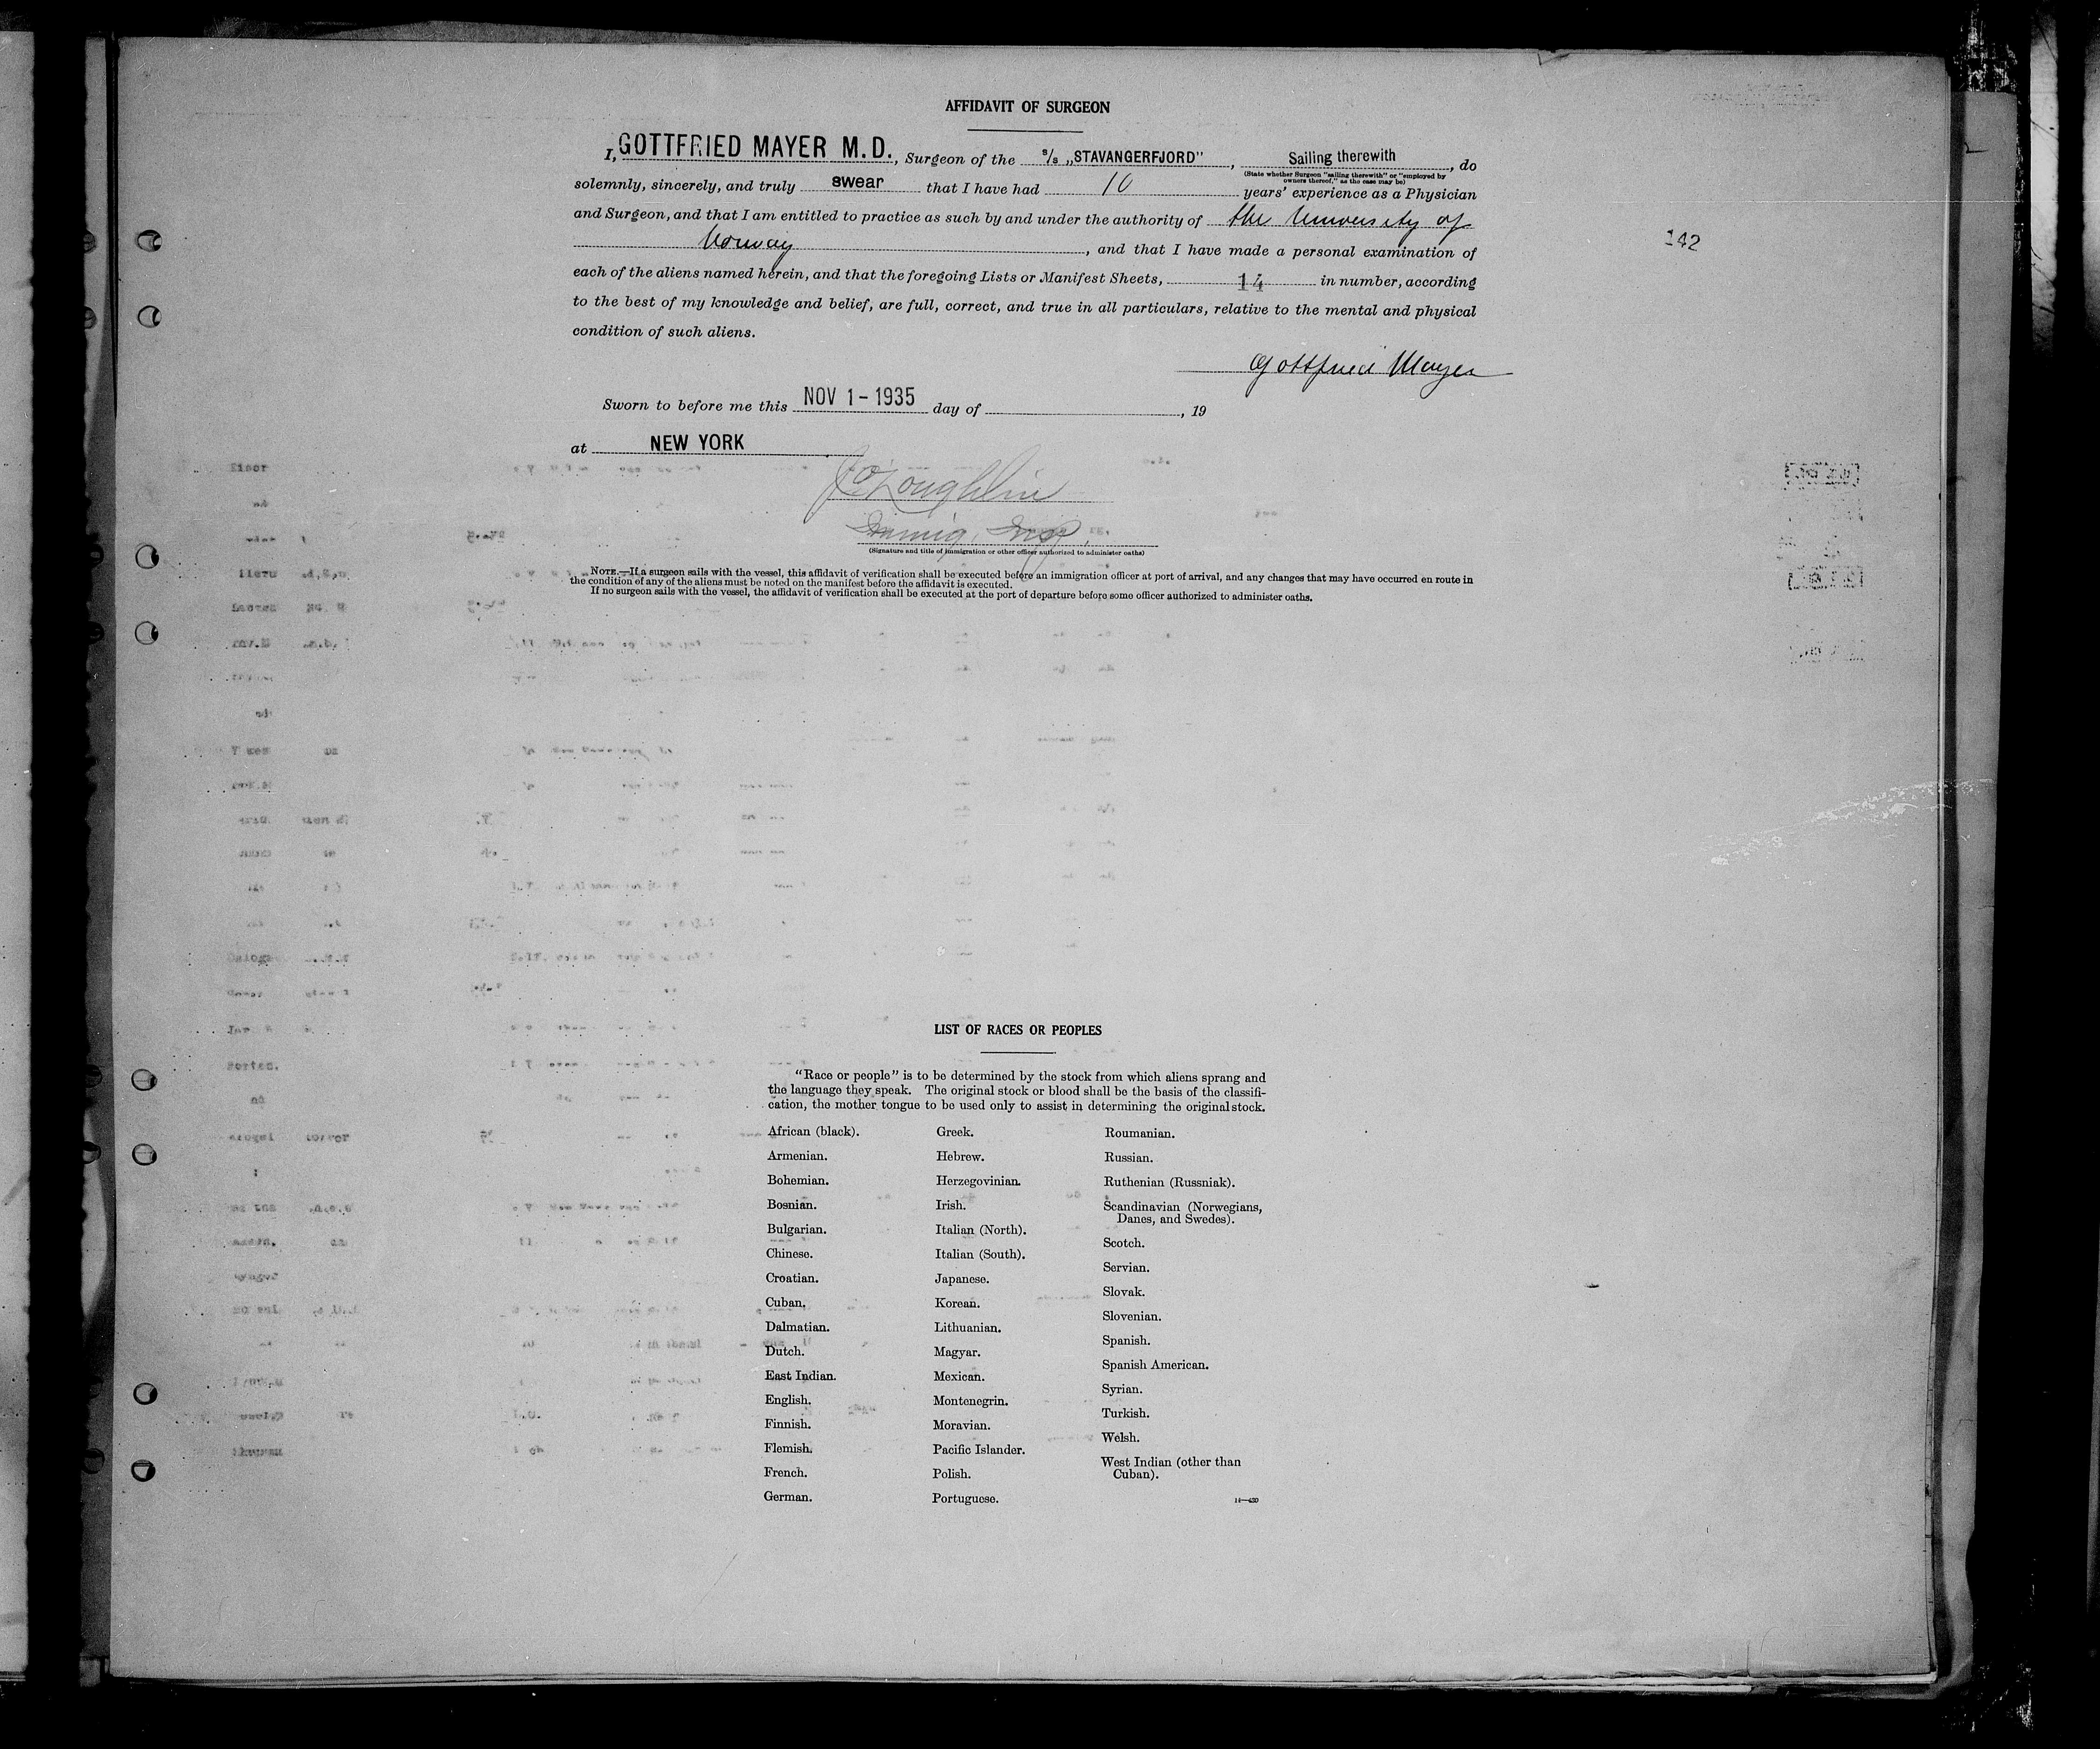 AFFIDAVIT OF SURGEON
I, GOTTFRIED MAYER M.D., Surgeon of the s/s „STAVANGERFJORD", Sailing therewith, do
(State whether Surgeon "sailing therewith" or "employed by
owners thereof," as the case may be)
solemnly, sincerely, and truly swear that I have had 10 years' experience as a Physician
and Surgeon, and that I am entitled to practice as such by and under the authority of the University of
Norway, and that I have made a personal examination of
each of the aliens named herein, and that the foregoing Lists or Manifest Sheets, 14 in number, according
to the best of my knowledge and belief, are full, correct, and true in all particulars, relative to the mental and physical
condition of such aliens.
142
Gottfried Mayer
Sworn to before me this NOV 1-1935 day of , 19
at NEW YORK
O'Loughlin
Immig. Insp.
(Signature and title of immigration or other officer authorized to administer oaths)
NOTE.—If a surgeon sails with the vessel, this affidavit of verification shall be executed before an immigration officer at port of arrival, and any changes that may have occurred en route in
the condition of any of the aliens must be noted on the manifest before the affidavit is executed.
If no surgeon sails with the vessel, the affidavit of verification shall be executed at the port of departure before some officer authorized to administer oaths.
LIST OF RACES OR PEOPLES
"Race or people" is to be determined by the stock from which aliens sprang and
the language they speak. The original stock or blood shall be the basis of the classifi-
cation, the mother tongue to be used only to assist in determining the original stock.
African (black).
Armenian.
Bohemian.
Bosnian.
Bulgarian.
Chinese.
Croatian.
Cuban.
Dalmatian.
Dutch.
East Indian.
English.
Finnish.
Flemish.
French.
German.
Greek.
Hebrew.
Herzegovinian.
Irish.
Italian (North).
Italian (South).
Japanese.
Korean.
Lithuanian.
Magyar.
Mexican.
Montenegrin.
Moravian.
Pacific Islander.
Polish.
Portuguese.
Roumanian.
Russian.
Ruthenian (Russniak).
Scandinavian (Norwegians,
Danes, and Swedes).
Scotch.
Servian.
Slovak.
Slovenian.
Spanish.
Spanish American.
Syrian.
Turkish.
Welsh.
West Indian (other than
Cuban).
14—430